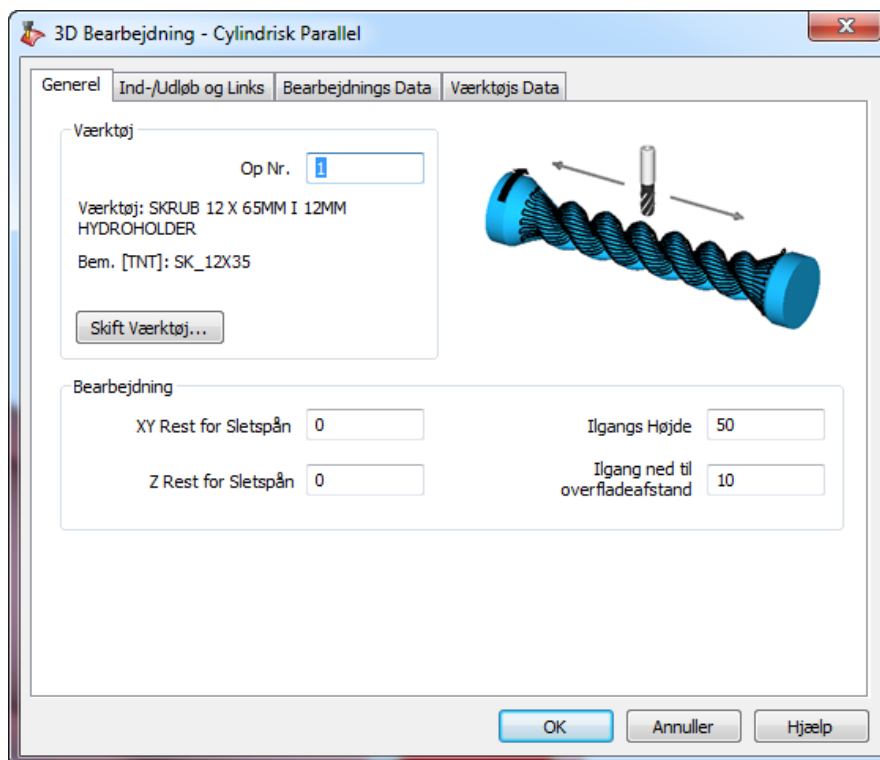 3D Bearbejdning - Cylindrisk Parallel
Generel
Ind-/Udløb og Links
Bearbejdnings Data
Værktøjs Data
Værktøj
Op Nr.
1
Værktøj: SKRUB 12 X 65MM I 12MM
HYDROHOLDER
Bem. [TNT]: SK_12X35
Skift Værktøj...
Bearbejdning
XY Rest for Sletspån
0
Ilgangs Højde
50
Z Rest for Sletspån
0
Ilgang ned til
overfladeafstand
10
OK
Annuller
Hjælp